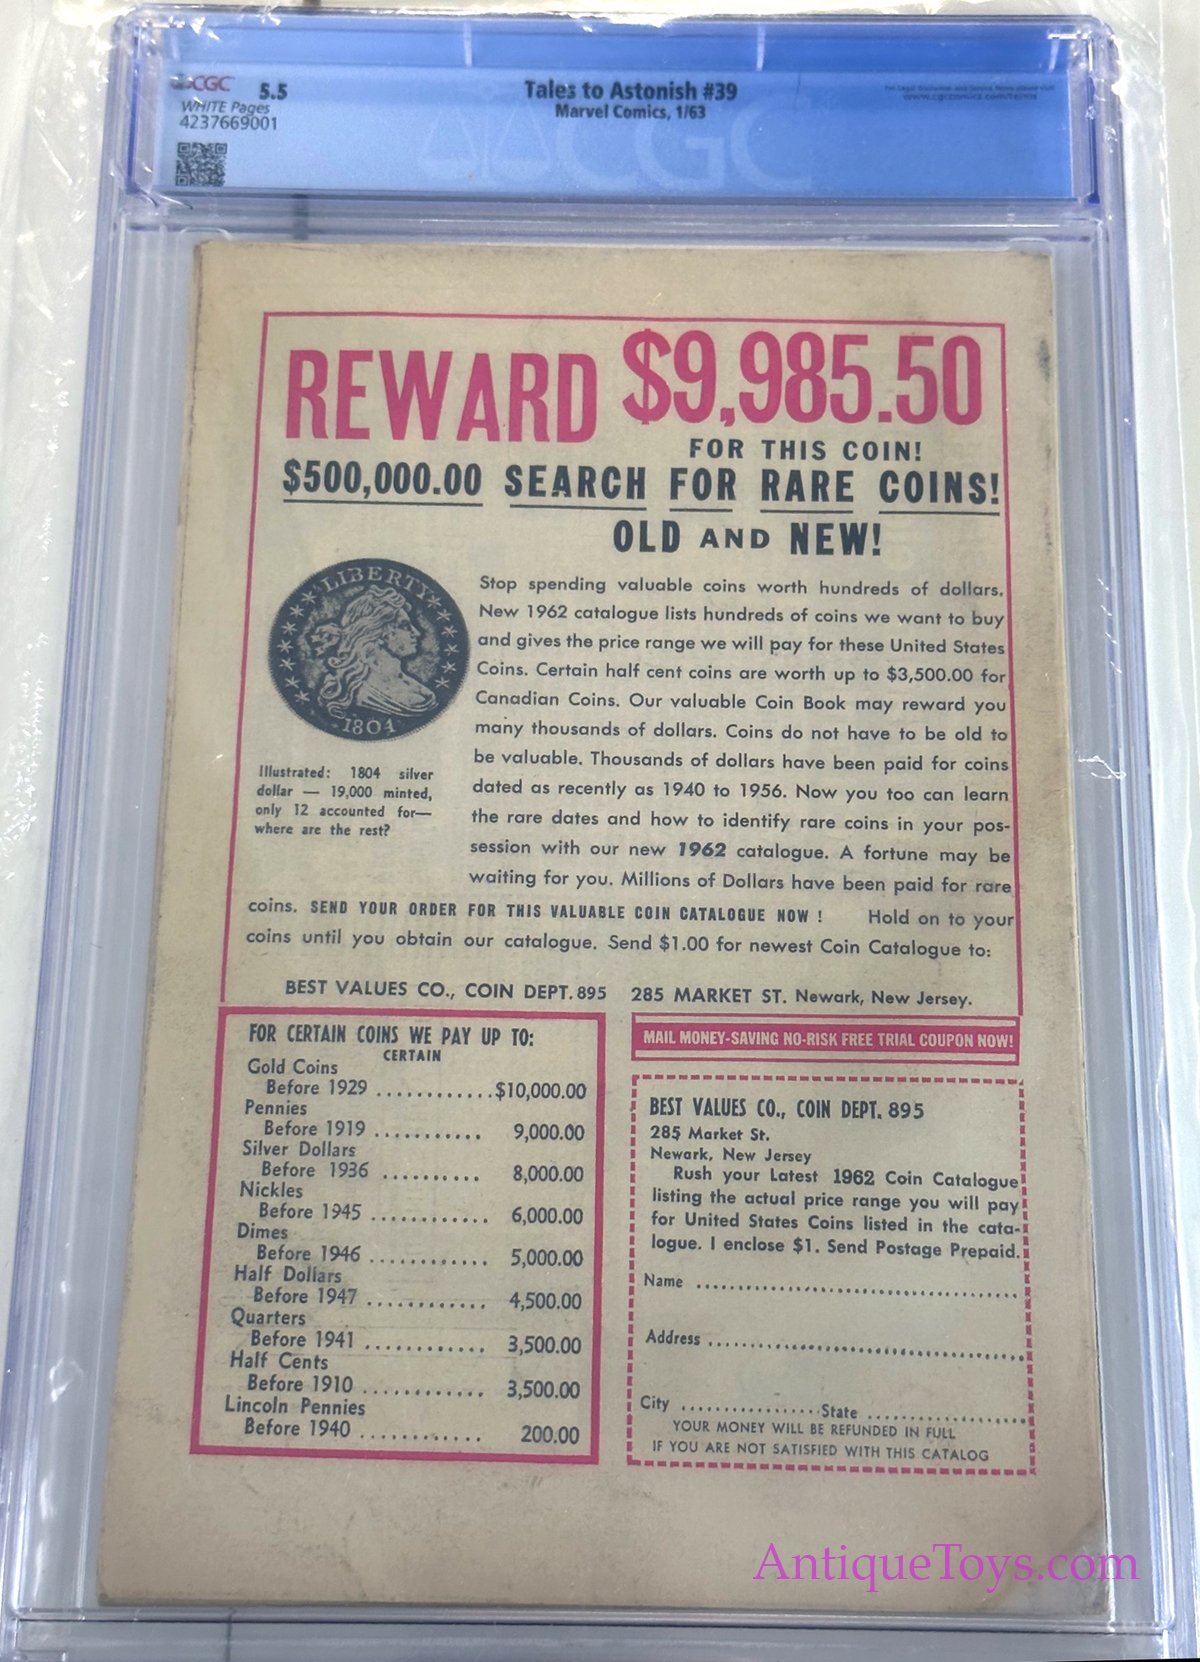 CGC 5.5
WHITE Pages
4237669001
Tales to Astonish #39
Marvel Comics, 1/63
www.cgccomics.com/terms
CGC
REWARD $9,985.50
FOR THIS COIN!
$500,000.00 SEARCH FOR RARE COINS!
OLD AND NEW!
LIBERTY
1804
Illustrated: 1804 silver
dollar — 19,000 minted,
only 12 accounted for—
where are the rest?
Stop spending valuable coins worth hundreds of dollars.
New 1962 catalogue lists hundreds of coins we want to buy
and gives the price range we will pay for these United States
Coins. Certain half cent coins are worth up to $3,500.00 for
Canadian Coins. Our valuable Coin Book may reward you
many thousands of dollars. Coins do not have to be old to
be valuable. Thousands of dollars have been paid for coins
dated as recently as 1940 to 1956. Now you too can learn
the rare dates and how to identify rare coins in your pos-
session with our new 1962 catalogue. A fortune may be
waiting for you. Millions of Dollars have been paid for rare
coins. SEND YOUR ORDER FOR THIS VALUABLE COIN CATALOGUE NOW ! Hold on to your
coins until you obtain our catalogue. Send $1.00 for newest Coin Catalogue to:
BEST VALUES CO., COIN DEPT. 895 285 MARKET ST. Newark, New Jersey.
FOR CERTAIN COINS WE PAY UP TO:
CERTAIN
Gold Coins
Before 1929 ............$10,000.00
Pennies
Before 1919 ........... 9,000.00
Silver Dollars
Before 1936 .......... 8,000.00
Nickles
Before 1945 ............ 6,000.00
Dimes
Before 1946 ............ 5,000.00
Half Dollars
Before 1947 ............ 4,500.00
Quarters
Before 1941 ............ 3,500.00
Half Cents
Before 1910 ............ 3,500.00
Lincoln Pennies
Before 1940 ............ 200.00
MAIL MONEY-SAVING NO-RISK FREE TRIAL COUPON NOW!
BEST VALUES CO., COIN DEPT. 895
285 Market St.
Newark, New Jersey
Rush your Latest 1962 Coin Catalogue
listing the actual price range you will pay
for United States Coins listed in the cata-
logue. I enclose $1. Send Postage Prepaid.
Name ................................
Address ................................
City ................State ................
YOUR MONEY WILL BE REFUNDED IN FULL
IF YOU ARE NOT SATISFIED WITH THIS CATALOG
AntiqueToys.com